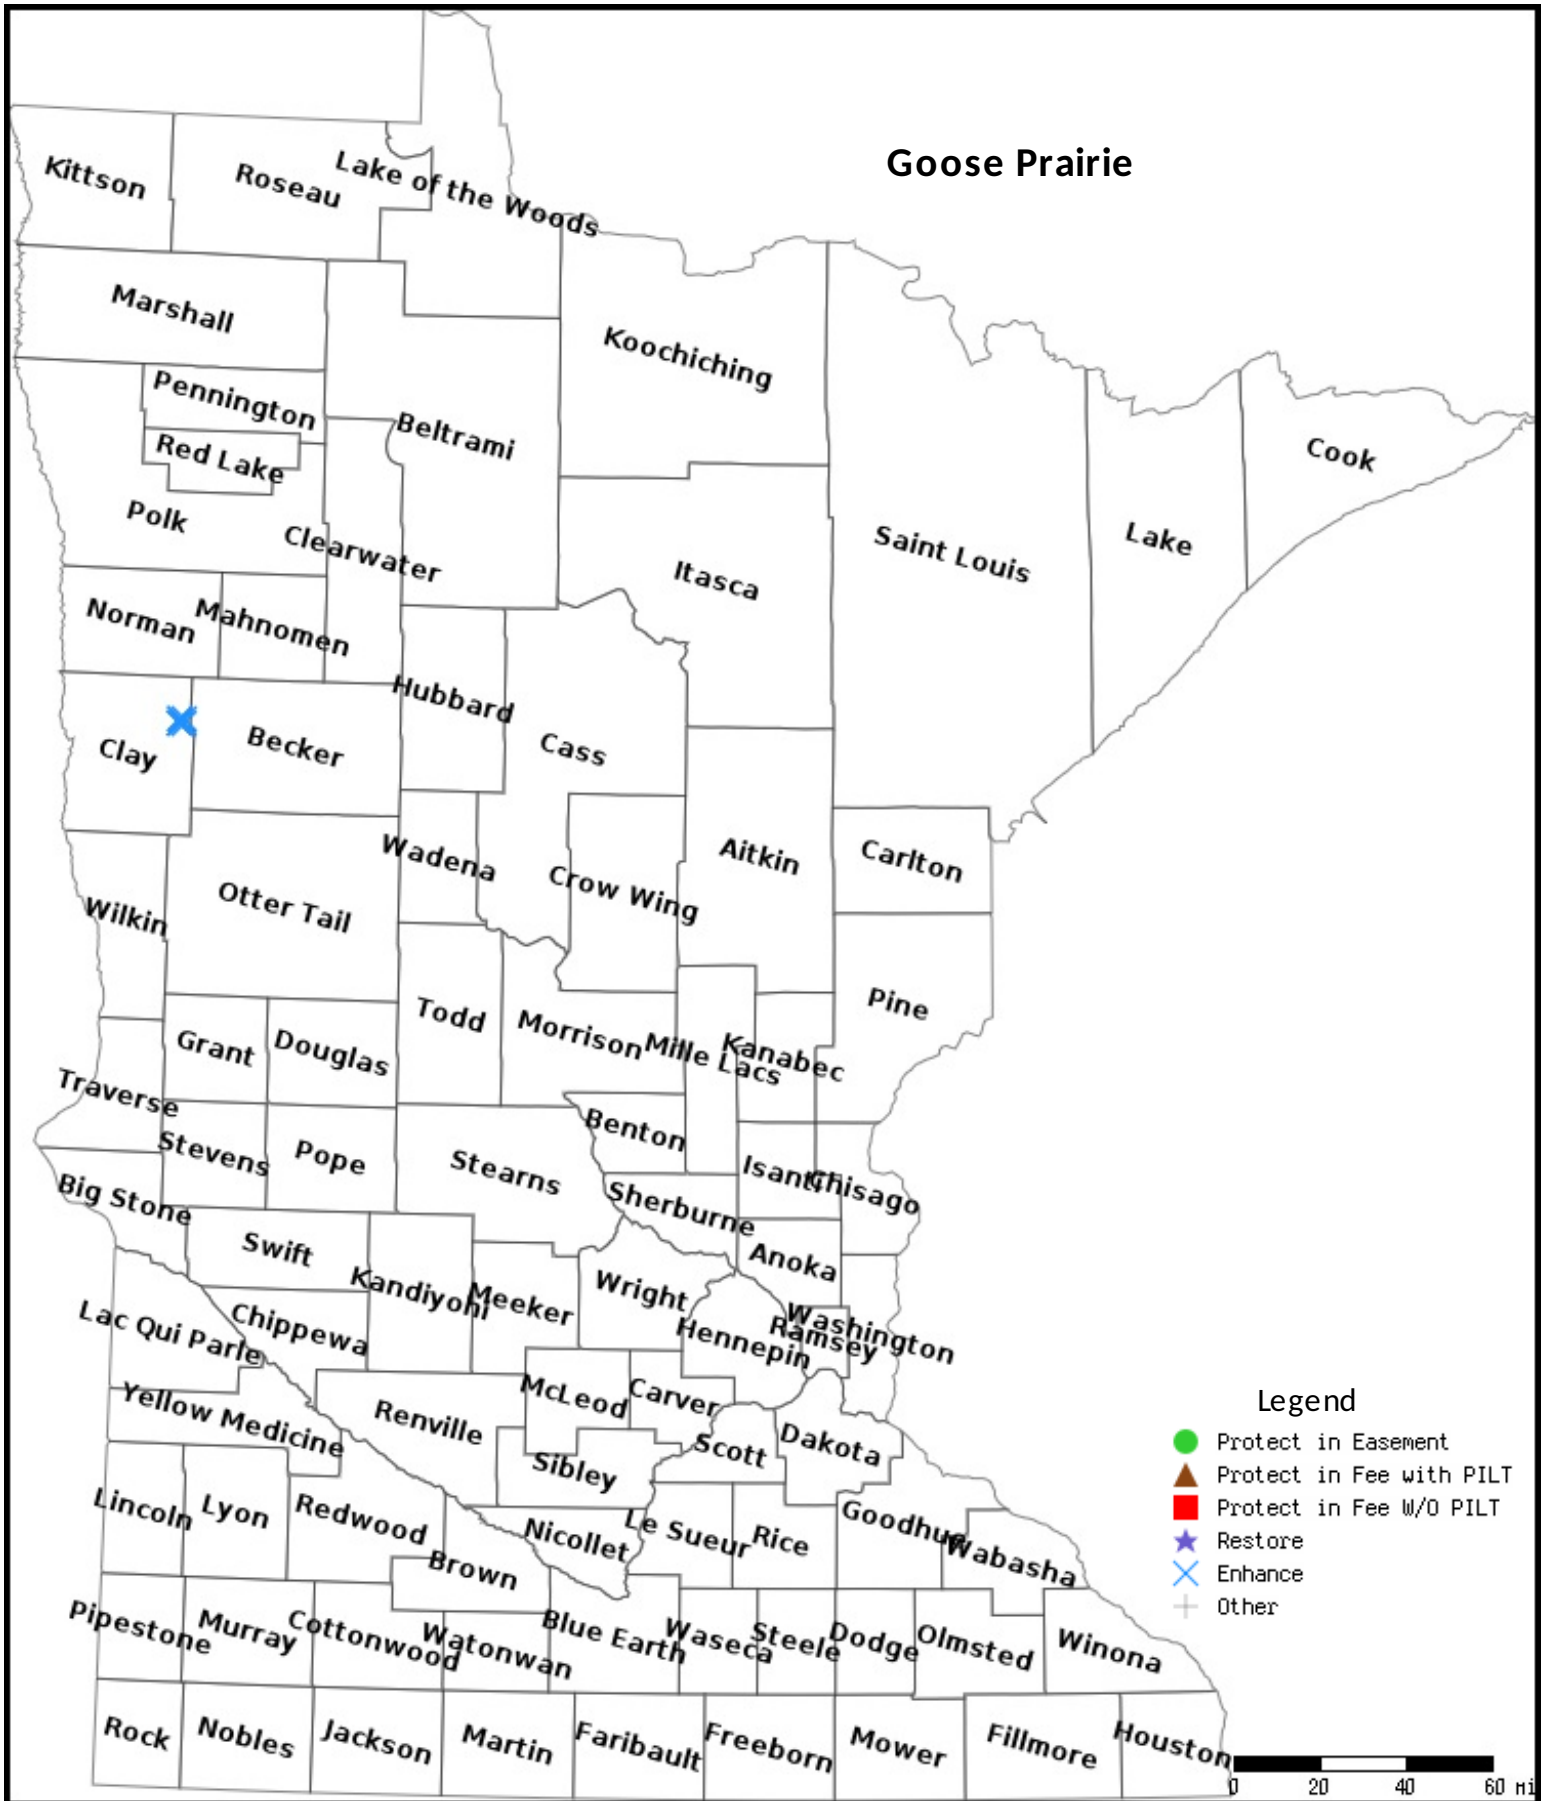 Goose Prairie
Kittson
Roseau
Lake of the Woods
Marshall
Koochiching
Pennington
Beltrami
Red Lake
Cook
Polk
Clearwater
Saint Louis
Lake
Itasca
Norman
Mahnomen
Hubbard
Clay
Becker
Cass
Wadena
Aitkin
Carlton
Otter Tail
Crow Wing
Wilkin
Todd
Pine
Grant
Douglas
Morrison
Mille Lacs
Kanabec
Traverse
Benton
Stevens
Pope
Stearns
Isanti
Chisago
Big Stone
Sherburne
Swift
Anoka
Kandiyohi
Meeker
Wright
Lac Qui Parle
Chippewa
Hennepin
Ramsey
Washington
Yellow Medicine
Renville
McLeod
Carver
Scott
Dakota
Sibley
Lincoln
Lyon
Redwood
Nicollet
Le Sueur
Rice
Goodhue
Wabasha
Brown
Pipestone
Murray
Cottonwood
Watonwan
Blue Earth
Waseca
Steele
Dodge
Olmsted
Winona
Rock
Nobles
Jackson
Martin
Faribault
Freeborn
Mower
Fillmore
Houston
Legend
Protect in Easement
Protect in Fee with PILT
Protect in Fee W/O PILT
Restore
Enhance
Other
0 20 40 60 mi